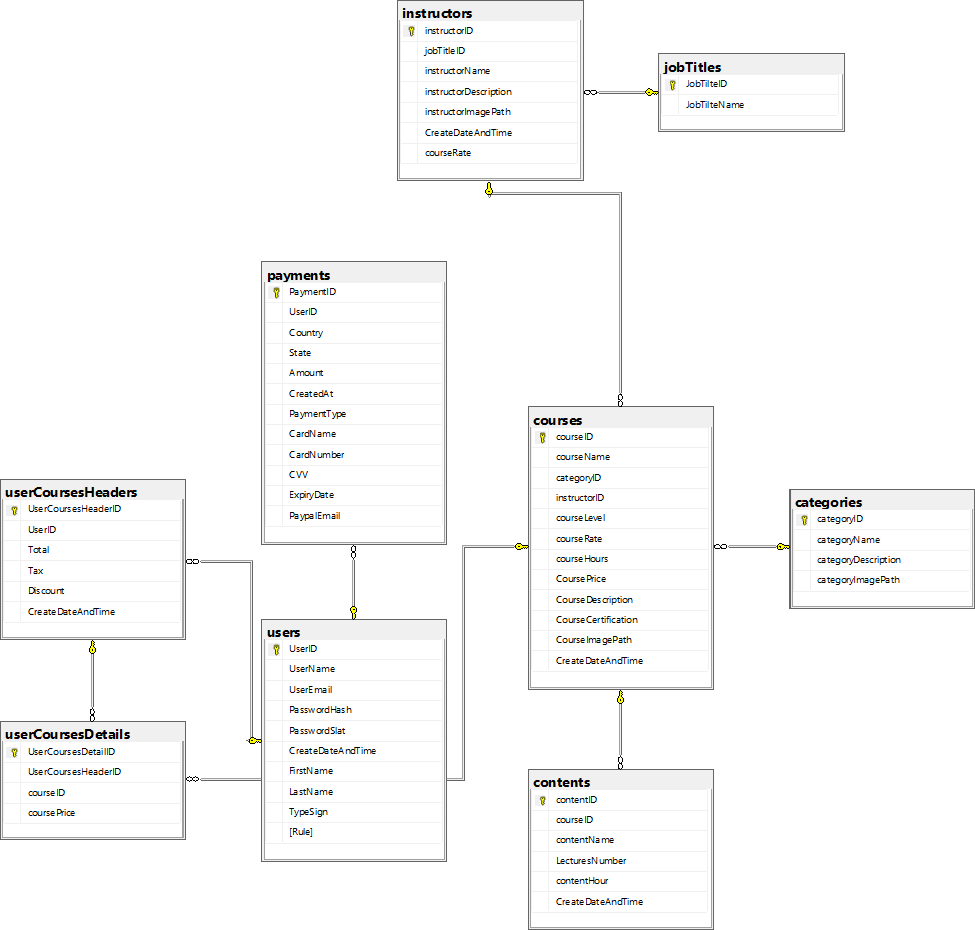 instructors
instructorID
jobTitleID
instructorName
instructorDescription
instructorImagePath
CreateDateAndTime
courseRate
jobTitles
JobTilteID
JobTilteName
payments
PaymentID
UserID
Country
State
Amount
CreatedAt
PaymentType
CardName
CardNumber
CVV
ExpiryDate
PaypalEmail
courses
courseID
courseName
categoryID
instructorID
courseLevel
courseRate
courseHours
CoursePrice
CourseDescription
CourseCertification
CourseImagePath
CreateDateAndTime
userCoursesHeaders
UserCoursesHeaderID
UserID
Total
Tax
Discount
CreateDateAndTime
categories
categoryID
categoryName
categoryDescription
categoryImagePath
users
UserID
UserName
UserEmail
PasswordHash
PasswordSlat
CreateDateAndTime
FirstName
LastName
TypeSign
[Rule]
userCoursesDetails
UserCoursesDetailID
UserCoursesHeaderID
courseID
coursePrice
contents
contentID
courseID
contentName
LecturesNumber
contentHour
CreateDateAndTime